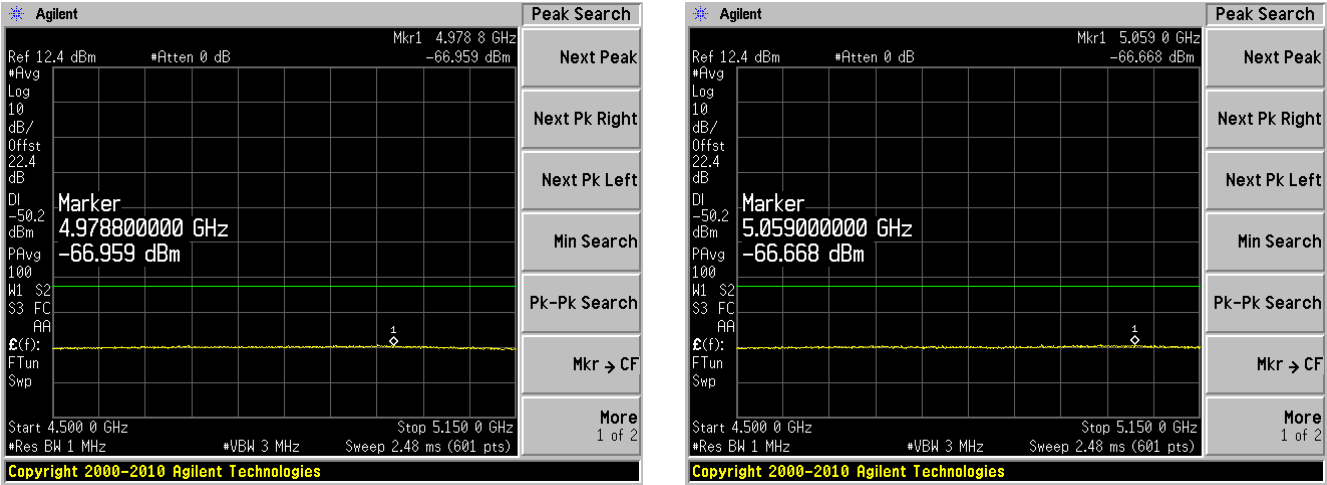 Agilent
Peak Search
Mkr1 4.978 8 GHz
Ref 12.4 dBm #Atten 0 dB -66.959 dBm
#Avg
Log
10
dB/
Offst
22.4
dB
DI
-50.2
dBm
PAvg
100
W1 S2
S3 FC
AA
£(f):
FTun
Swp
Marker
4.978800000 GHz
-66.959 dBm
1
Start 4.500 0 GHz Stop 5.150 0 GHz
#Res BW 1 MHz #VBW 3 MHz Sweep 2.48 ms (601 pts)
Copyright 2000-2010 Agilent Technologies
Next Peak
Next Pk Right
Next Pk Left
Min Search
Pk-Pk Search
Mkr → CF
More
1 of 2
Agilent
Peak Search
Mkr1 5.059 0 GHz
Ref 12.4 dBm #Atten 0 dB -66.668 dBm
#Avg
Log
10
dB/
Offst
22.4
dB
DI
-50.2
dBm
PAvg
100
W1 S2
S3 FC
AA
£(f):
FTun
Swp
Marker
5.059000000 GHz
-66.668 dBm
1
Start 4.500 0 GHz Stop 5.150 0 GHz
#Res BW 1 MHz #VBW 3 MHz Sweep 2.48 ms (601 pts)
Copyright 2000-2010 Agilent Technologies
Next Peak
Next Pk Right
Next Pk Left
Min Search
Pk-Pk Search
Mkr → CF
More
1 of 2